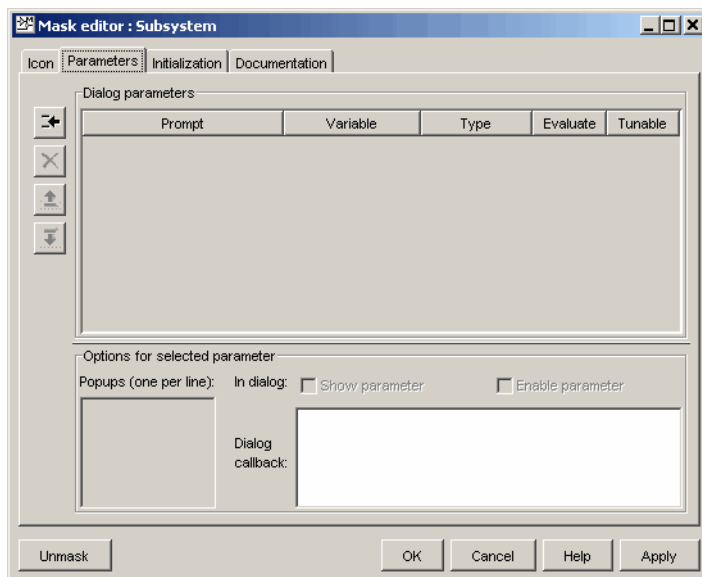 Mask editor : Subsystem
Icon Parameters Initialization Documentation
Dialog parameters
Prompt Variable Type Evaluate Tunable
Options for selected parameter
Popups (one per line): In dialog: Show parameter Enable parameter
Dialog
callback:
Unmask OK Cancel Help Apply